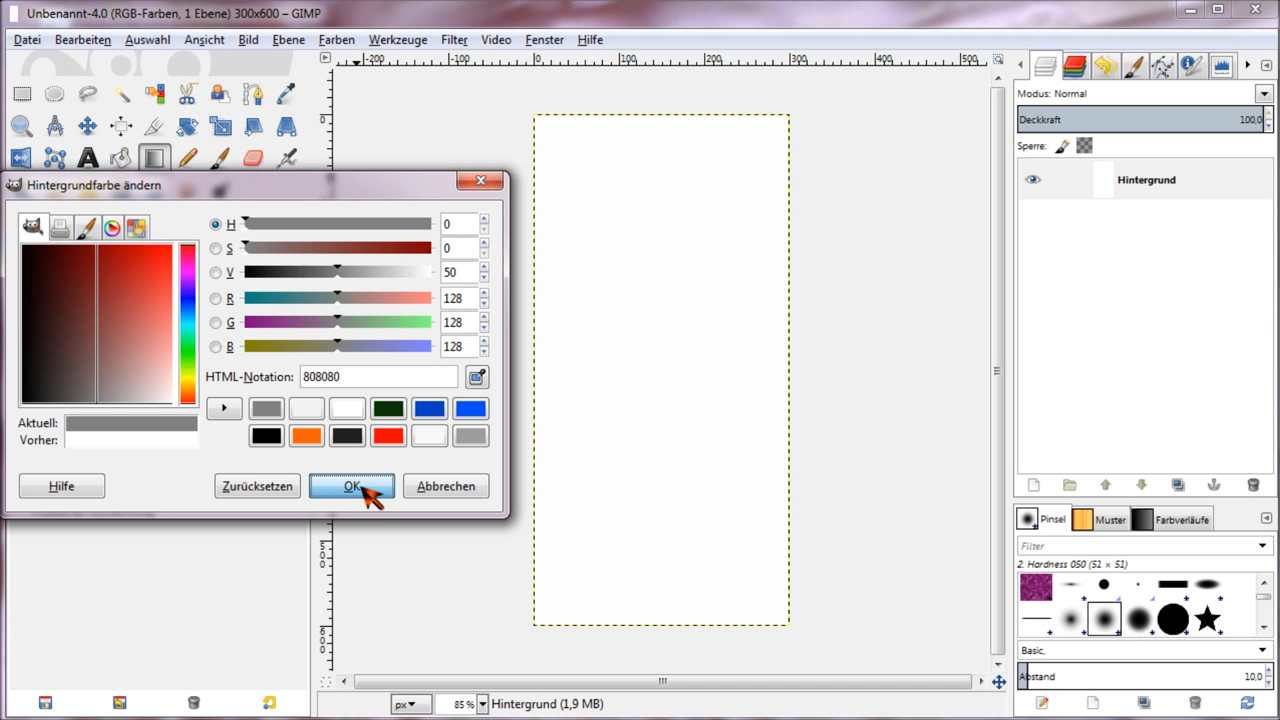 Unbenannt-4.0 (RGB-Farben, 1 Ebene) 300x600 – GIMP
Datei Bearbeiten Auswahl Ansicht Bild Ebene Farben Werkzeuge Filter Video Fenster Hilfe
-200 -100 0 100 200 300 400 500
0
500
600
Hintergrundfarbe ändern
H 0
S 0
V 50
R 128
G 128
B 128
HTML-Notation: 808080
Aktuell:
Vorher:
Hilfe Zurücksetzen OK Abbrechen
Modus: Normal
Deckkraft 100,0
Sperre:
Hintergrund
Pinsel Muster Farbverläufe
Filter
2. Hardness 050 (51 × 51)
Basic,
Abstand 10,0
px 85 % Hintergrund (1,9 MB)